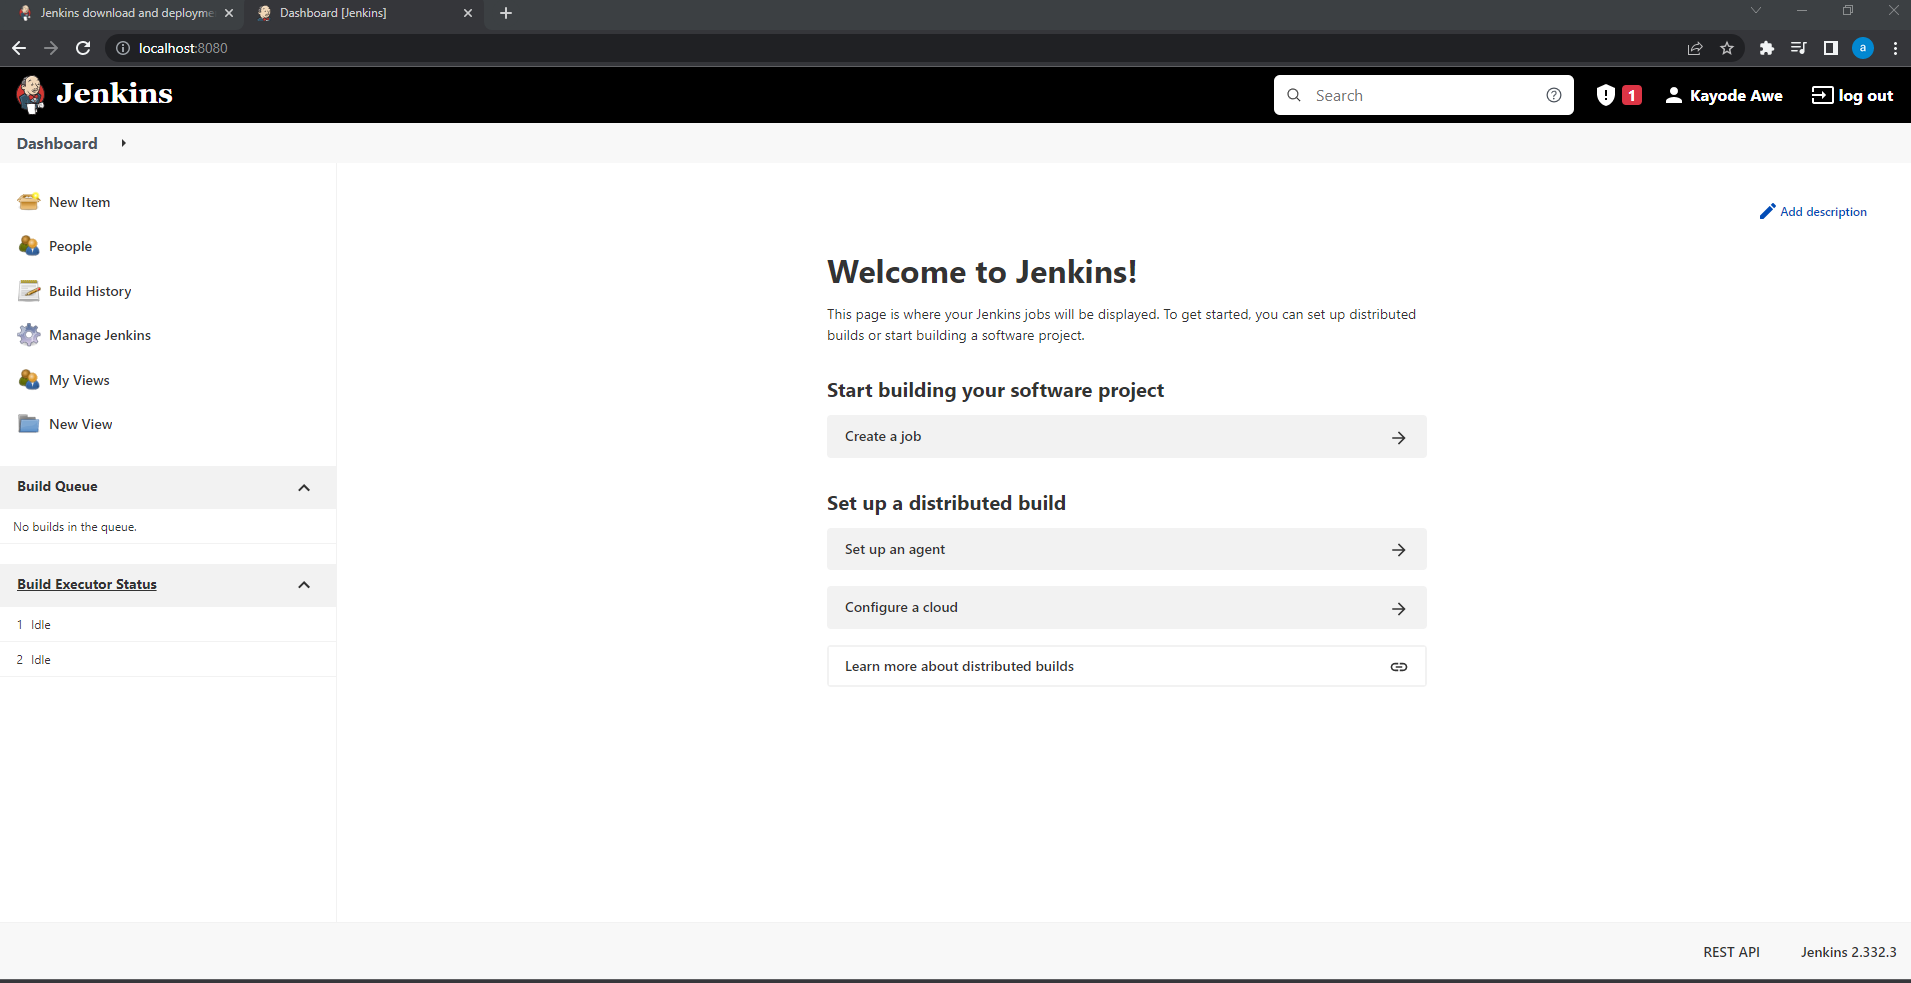 Jenkins download and deployme
Dashboard [Jenkins]
localhost:8080
a
Jenkins
Search
1
Kayode Awe
log out
Dashboard
New Item
People
Build History
Manage Jenkins
My Views
New View
Build Queue
No builds in the queue.
Build Executor Status
1 Idle
2 Idle
Add description
Welcome to Jenkins!
This page is where your Jenkins jobs will be displayed. To get started, you can set up distributed
builds or start building a software project.
Start building your software project
Create a job
Set up a distributed build
Set up an agent
Configure a cloud
Learn more about distributed builds
REST API
Jenkins 2.332.3